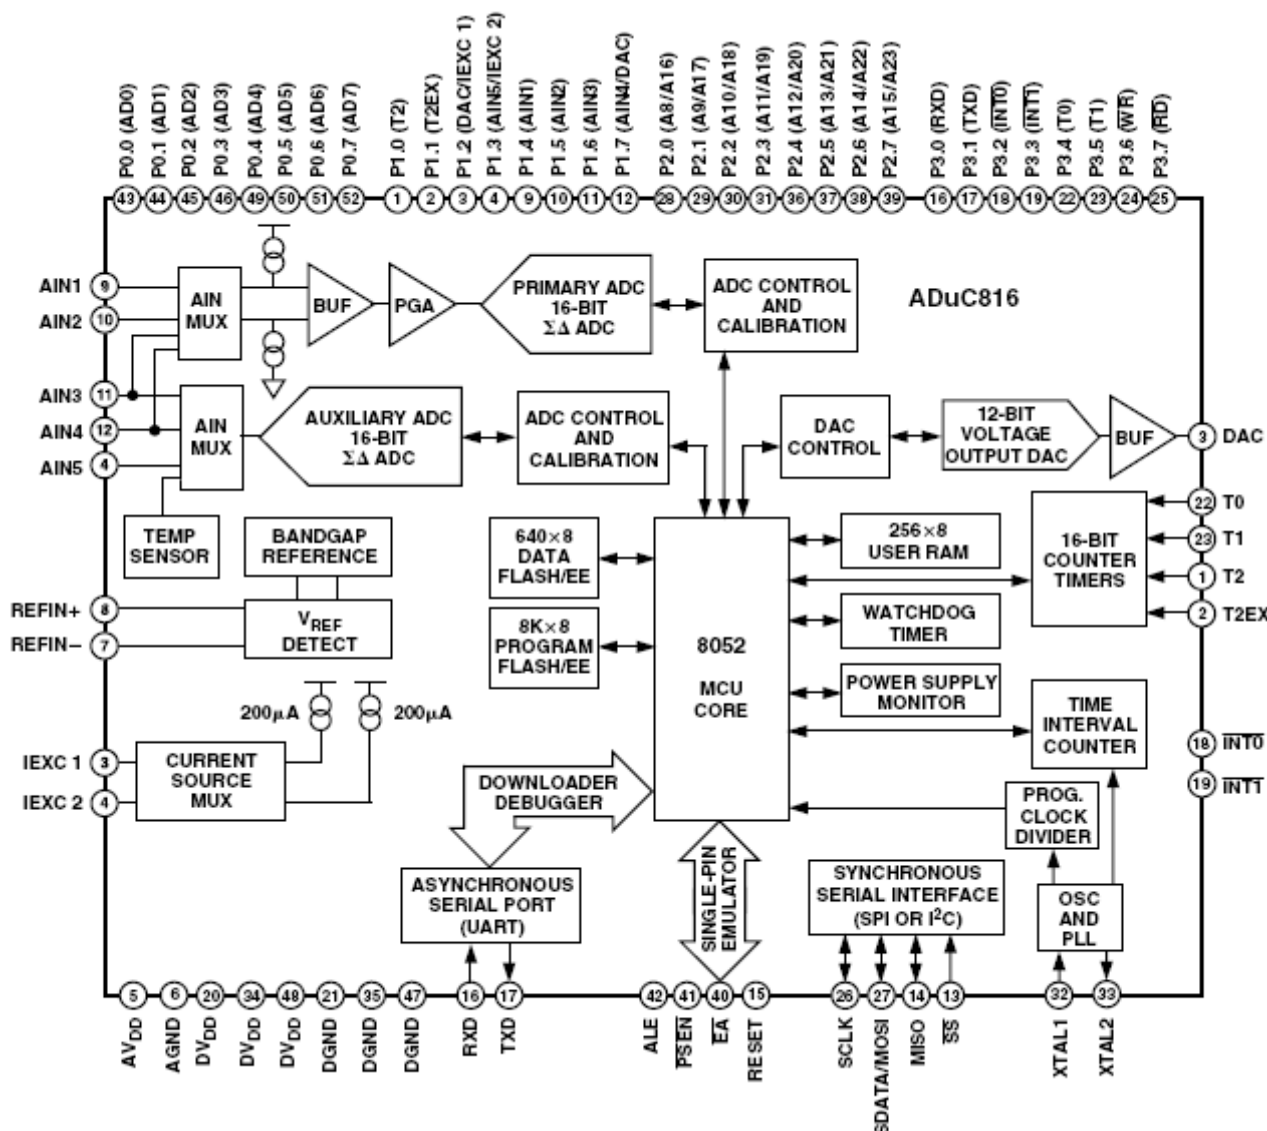 P0.0 (AD0)
P0.1 (AD1)
P0.2 (AD2)
P0.3 (AD3)
P0.4 (AD4)
P0.5 (AD5)
P0.6 (AD6)
P0.7 (AD7)
P1.0 (T2)
P1.1 (T2EX)
P1.2 (DAC/IEXC 1)
P1.3 (AIN5/IEXC 2)
P1.4 (AIN1)
P1.5 (AIN2)
P1.6 (AIN3)
P1.7 (AIN4/DAC)
P2.0 (A8/A16)
P2.1 (A9/A17)
P2.2 (A10/A18)
P2.3 (A11/A19)
P2.4 (A12/A20)
P2.5 (A13/A21)
P2.6 (A14/A22)
P2.7 (A15/A23)
P3.0 (RXD)
P3.1 (TXD)
P3.2 (INT0)
P3.3 (INT1)
P3.4 (T0)
P3.5 (T1)
P3.6 (WR)
P3.7 (RD)
43 44 45 46 49 50 51 52 1 2 3 4 9 10 11 12 28 29 30 31 36 37 38 39 16 17 18 19 22 23 24 25
AIN1 9
AIN2 10
AIN3 11
AIN4 12
AIN5 4
AIN
MUX
BUF
PGA
PRIMARY ADC
16-BIT
ΣΔ ADC
ADC CONTROL
AND
CALIBRATION
ADuC816
AIN
MUX
AUXILIARY ADC
16-BIT
ΣΔ ADC
ADC CONTROL
AND
CALIBRATION
DAC
CONTROL
12-BIT
VOLTAGE
OUTPUT DAC
BUF
3 DAC
TEMP
SENSOR
BANDGAP
REFERENCE
640×8
DATA
FLASH/EE
256×8
USER RAM
16-BIT
COUNTER
TIMERS
22 T0
23 T1
1 T2
2 T2EX
REFIN+ 8
REFIN− 7
VREF
DETECT
8K×8
PROGRAM
FLASH/EE
8052
MCU
CORE
WATCHDOG
TIMER
POWER SUPPLY
MONITOR
TIME
INTERVAL
COUNTER
18 INT0
19 INT1
200µA
200µA
IEXC 1 3
IEXC 2 4
CURRENT
SOURCE
MUX
DOWNLOADER
DEBUGGER
PROG.
CLOCK
DIVIDER
ASYNCHRONOUS
SERIAL PORT
(UART)
SINGLE-PIN
EMULATOR
SYNCHRONOUS
SERIAL INTERFACE
(SPI OR I²C)
OSC
AND
PLL
5 6 20 34 48 21 35 47 16 17 42 41 40 15 26 27 14 13 32 33
AVDD
AGND
DVDD
DVDD
DVDD
DGND
DGND
DGND
RXD
TXD
ALE
PSEN
EA
RESET
SCLK
SDATA/MOSI
MISO
SS
XTAL1
XTAL2